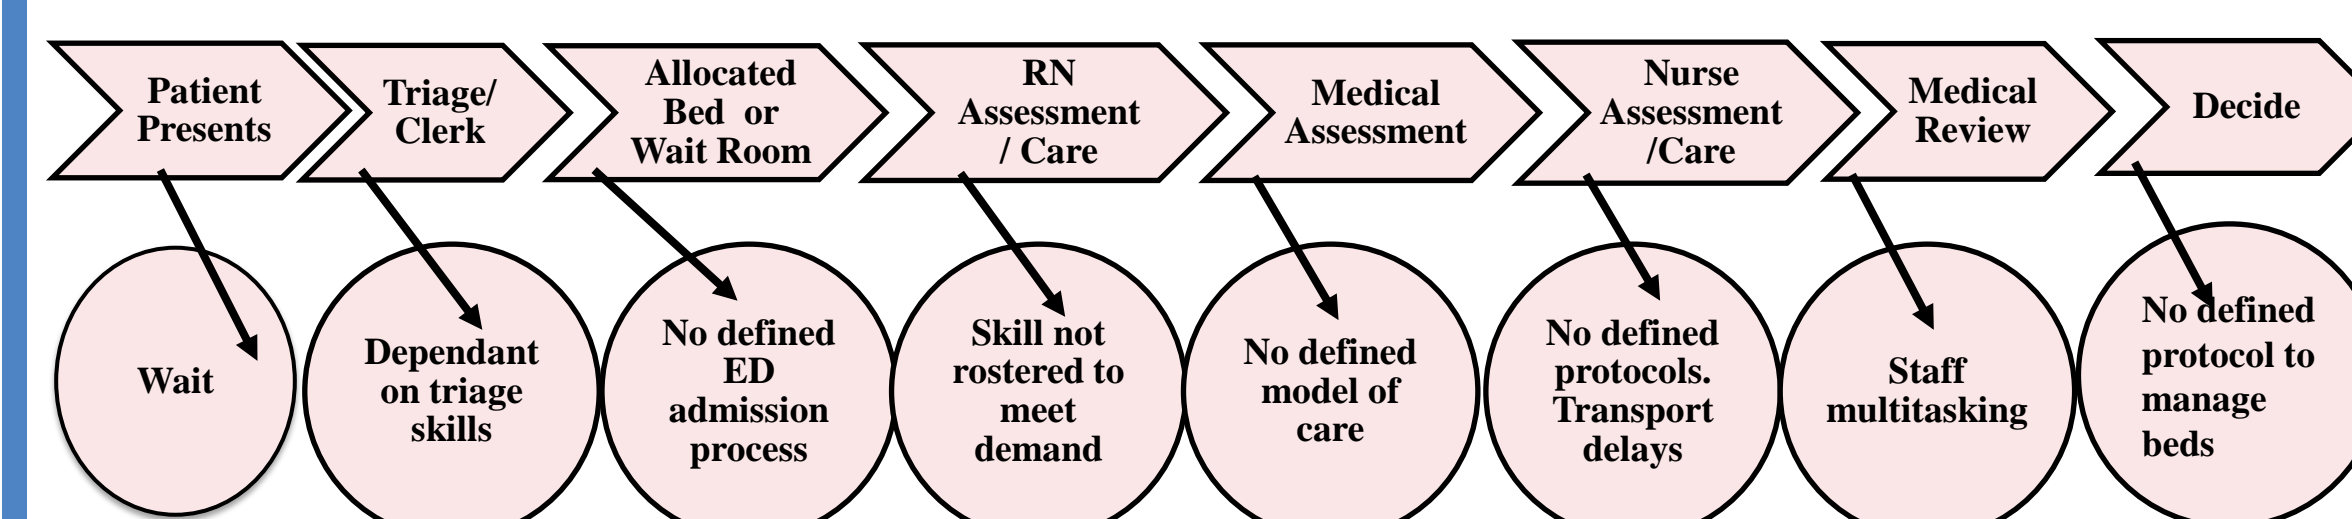 Patient
Presents
Triage/
Clerk
Allocated
Bed or
Wait Room
RN
Assessment
/ Care
Medical
Assessment
Nurse
Assessment
/Care
Medical
Review
Decide
Wait
Dependant
on triage
skills
No defined
ED
admission
process
Skill not
rostered to
meet
demand
No defined
model of
care
No defined
protocols.
Transport
delays
Staff
multitasking
No defined
protocol to
manage
beds